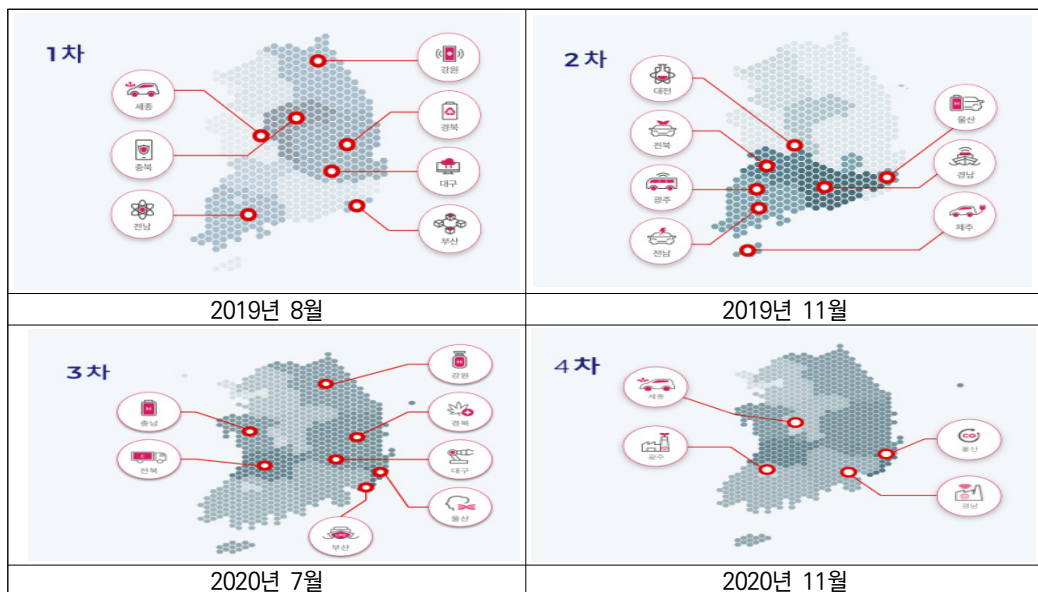 1차
강원
세종
경북
충북
대구
전남
부산
2차
대전
울산
전북
경남
광주
제주
전남
2019년 8월
2019년 11월
3차
강원
충남
경북
전북
대구
울산
부산
4차
세종
광주
울산
경남
2020년 7월
2020년 11월